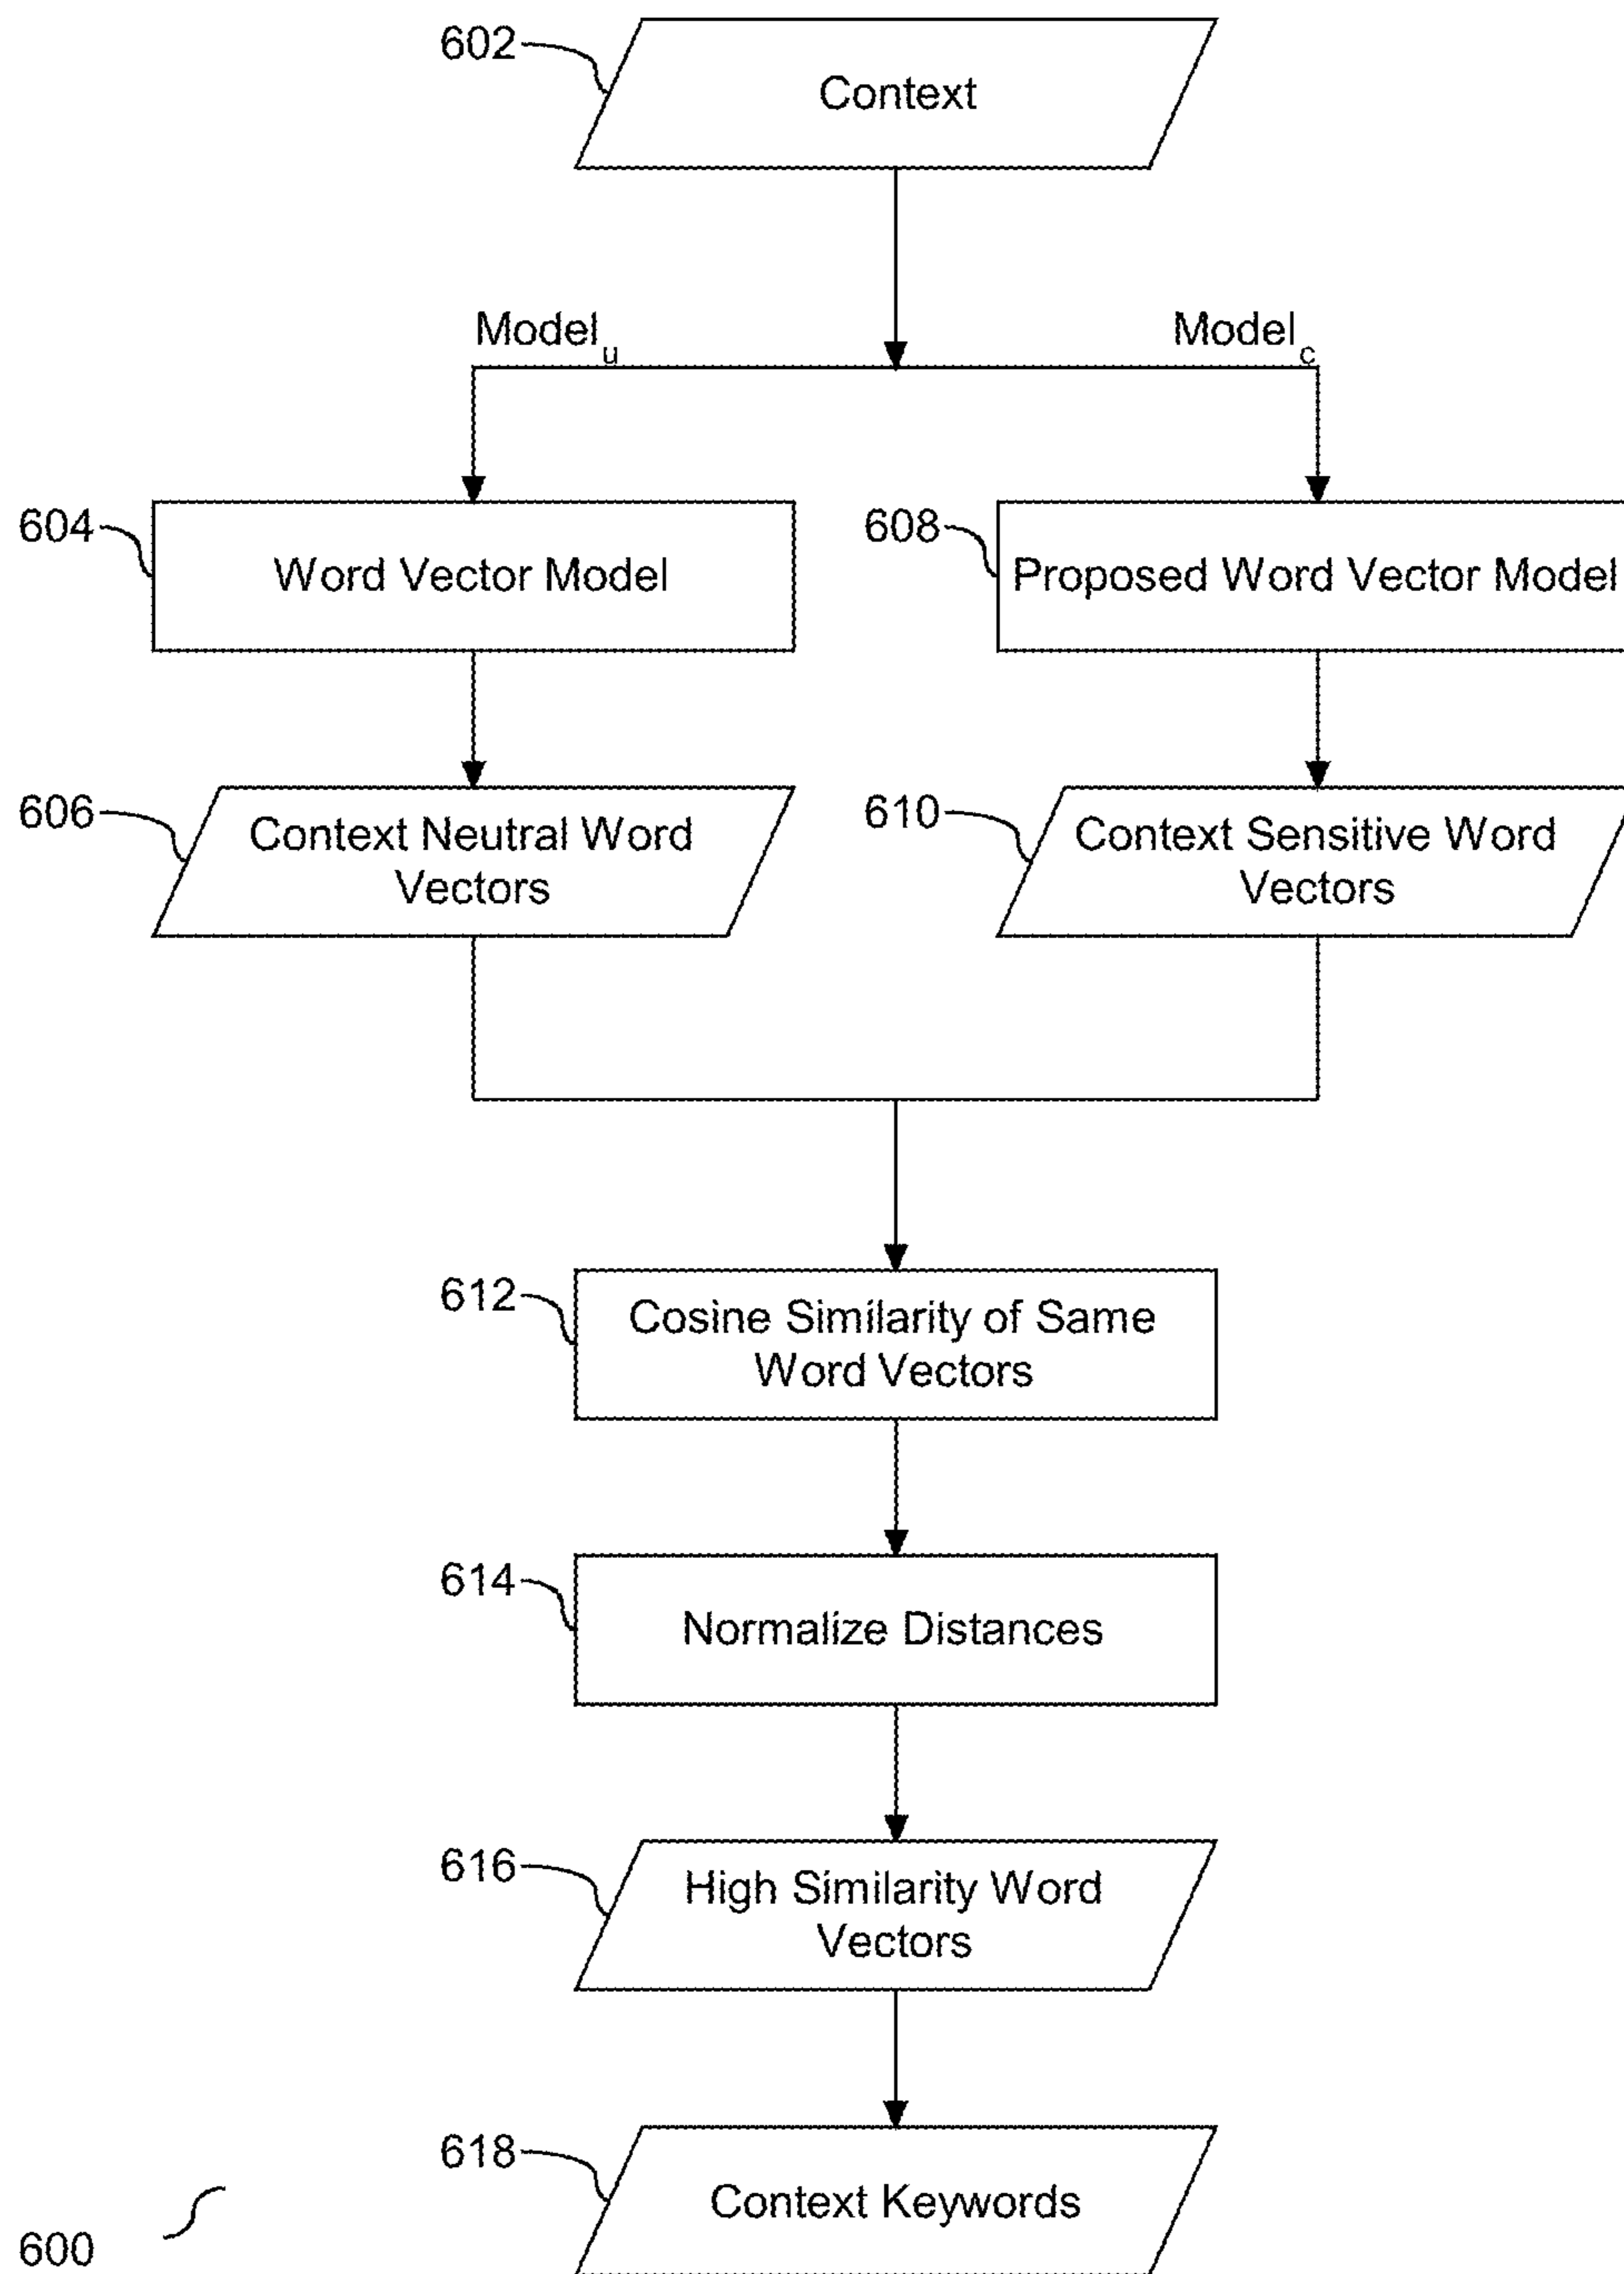 602
Context
Modelu
Modelc
604
Word Vector Model
608
Proposed Word Vector Model
606
Context Neutral Word
Vectors
610
Context Sensitive Word
Vectors
612
Cosine Similarity of Same
Word Vectors
614
Normalize Distances
616
High Similarity Word
Vectors
618
Context Keywords
600